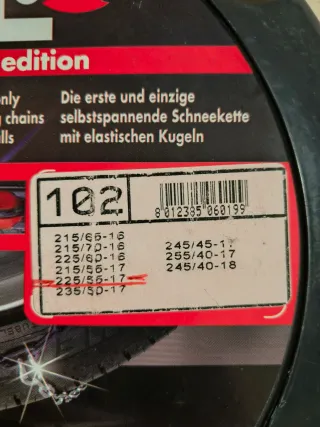 edition
only
Die erste und einzige
chains
selbstspannende Schneekette
mit elastischen Kugeln
102
8 012385 060199
215/65-16
215/70-16
225/60-16
215/55-17
225/55-17
235/50-17
245/45-17
255/40-17
245/40-18